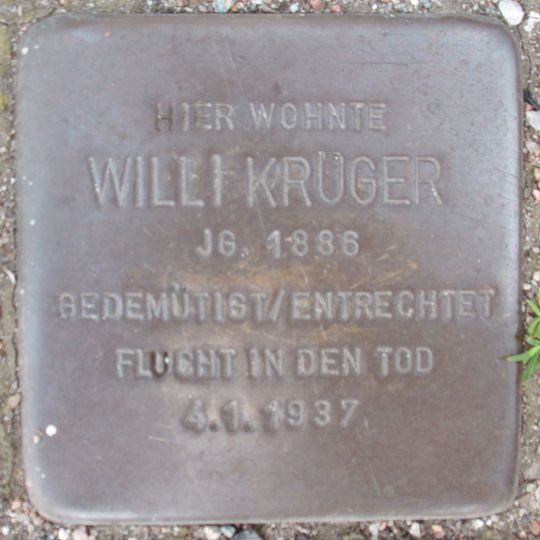 HIER WOHNTE
WILLI KRÜGER
JG. 1886
GEDEMÜTIGT/ENTRECHTET
FLUCHT IN DEN TOD
4.1.1937